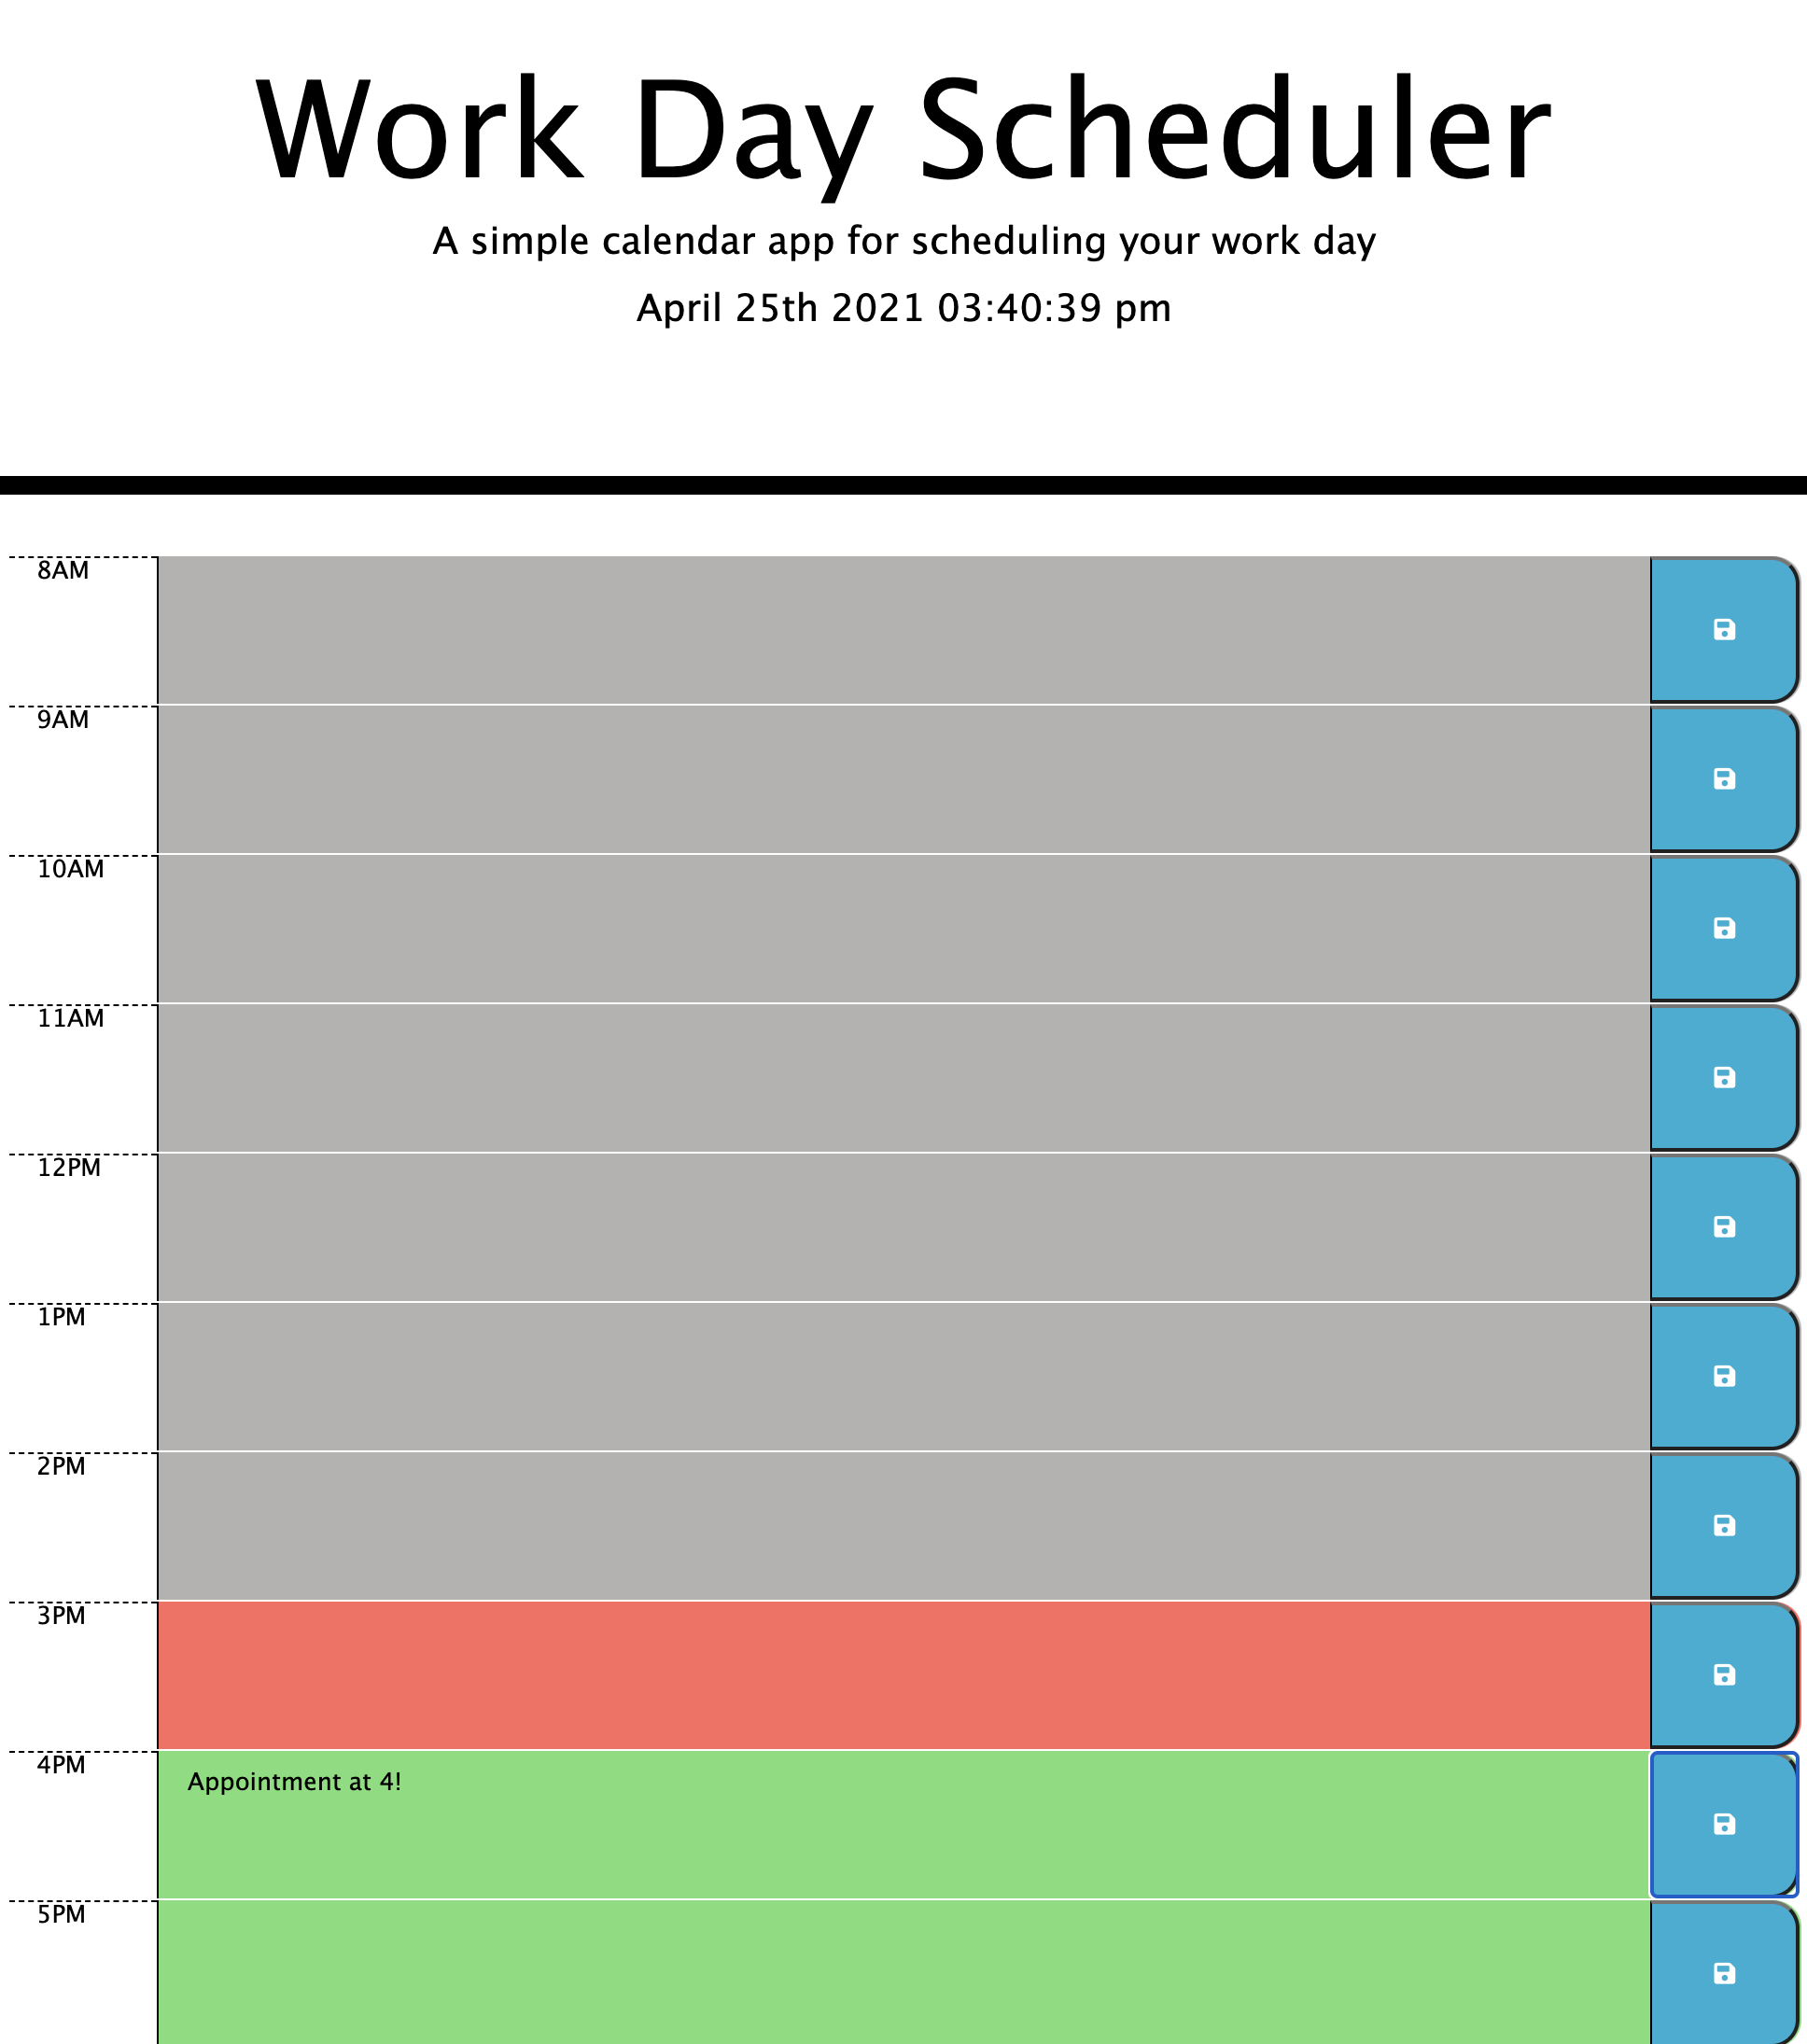 Work Day Scheduler
A simple calendar app for scheduling your work day
April 25th 2021 03:40:39 pm
8AM
9AM
10AM
11AM
12PM
1PM
2PM
3PM
4PM
Appointment at 4!
5PM